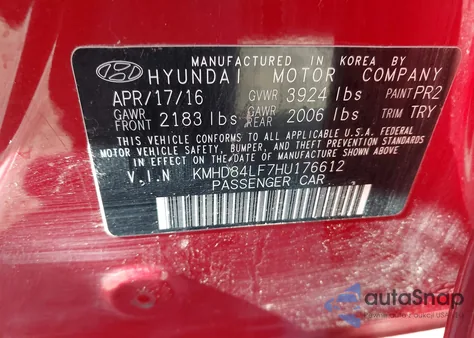 MANUFACTURED IN KOREA BY
HYUNDAI MOTOR COMPANY
APR/17/16 GVWR 3924 lbs PAINT PR2
GAWR FRONT 2183 lbs GAWR REAR 2006 lbs TRIM TRY
THIS VEHICLE CONFORMS TO ALL APPLICABLE U.S.A. FEDERAL
MOTOR VEHICLE SAFETY, BUMPER, AND THEFT PREVENTION STANDARDS
IN EFFECT ON THE DATE OF MANUFACTURE SHOWN ABOVE.
V.I.N KMHD84LF7HU176612
PASSENGER CAR
autoSnap